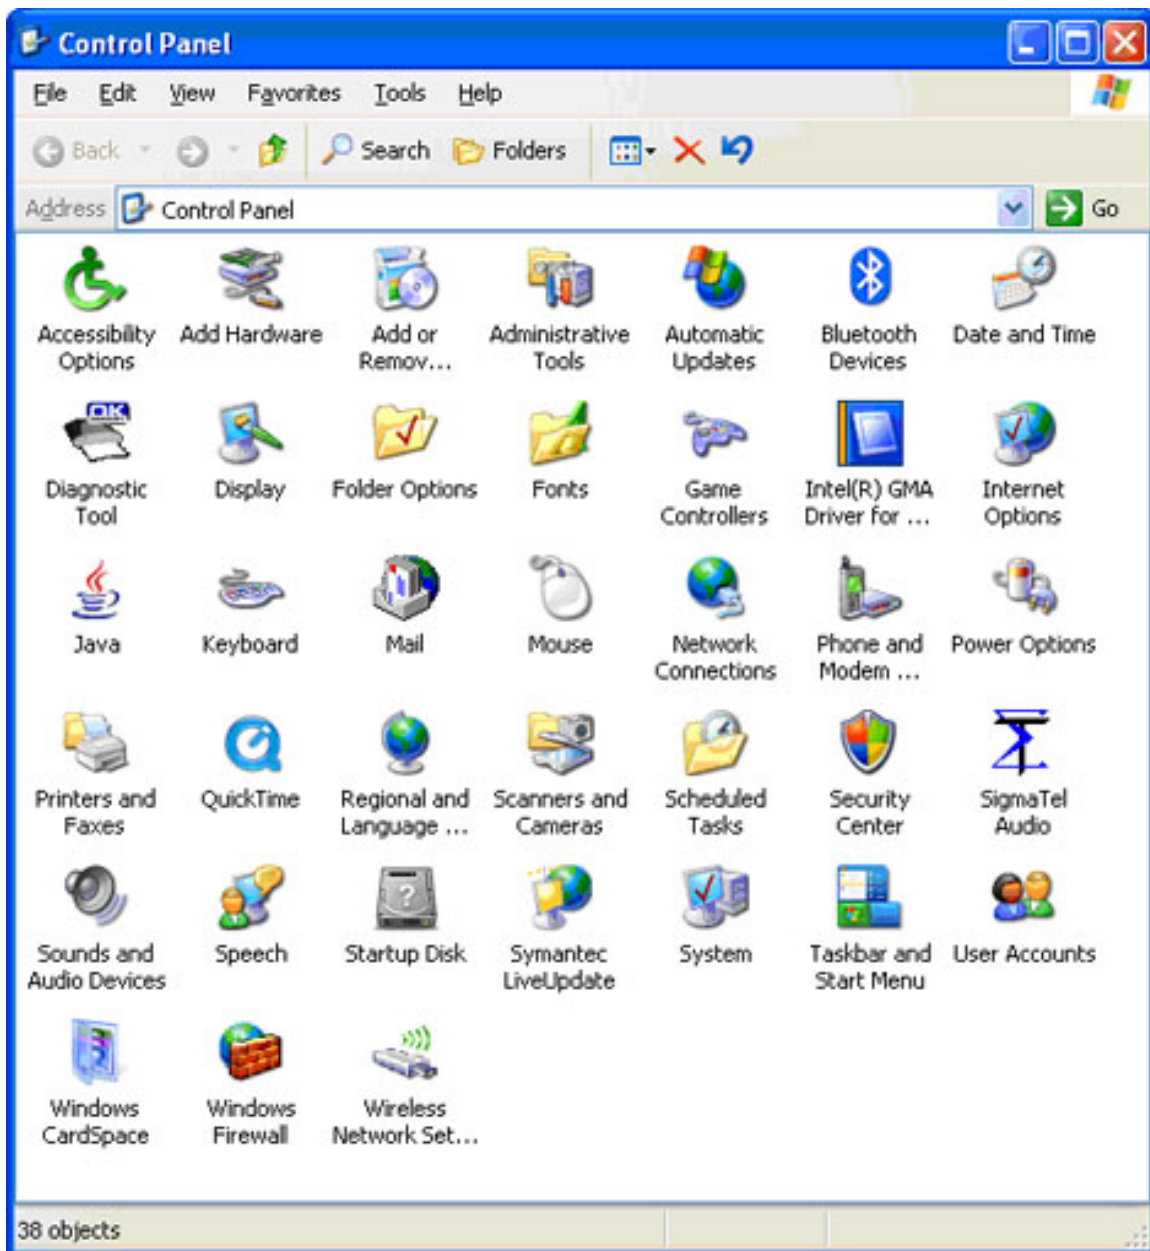 Control Panel
File Edit View Favorites Tools Help
Back Search Folders
Address Control Panel Go
Accessibility Options
Add Hardware
Add or Remov...
Administrative Tools
Automatic Updates
Bluetooth Devices
Date and Time
OK
Diagnostic Tool
Display
Folder Options
Fonts
Game Controllers
Intel(R) GMA Driver for ...
Internet Options
Java
Keyboard
Mail
Mouse
Network Connections
Phone and Modem ...
Power Options
Printers and Faxes
QuickTime
Regional and Language ...
Scanners and Cameras
Scheduled Tasks
Security Center
SigmaTel Audio
Sounds and Audio Devices
Speech
?
Startup Disk
Symantec LiveUpdate
System
Taskbar and Start Menu
User Accounts
Windows CardSpace
Windows Firewall
Wireless Network Set...
38 objects